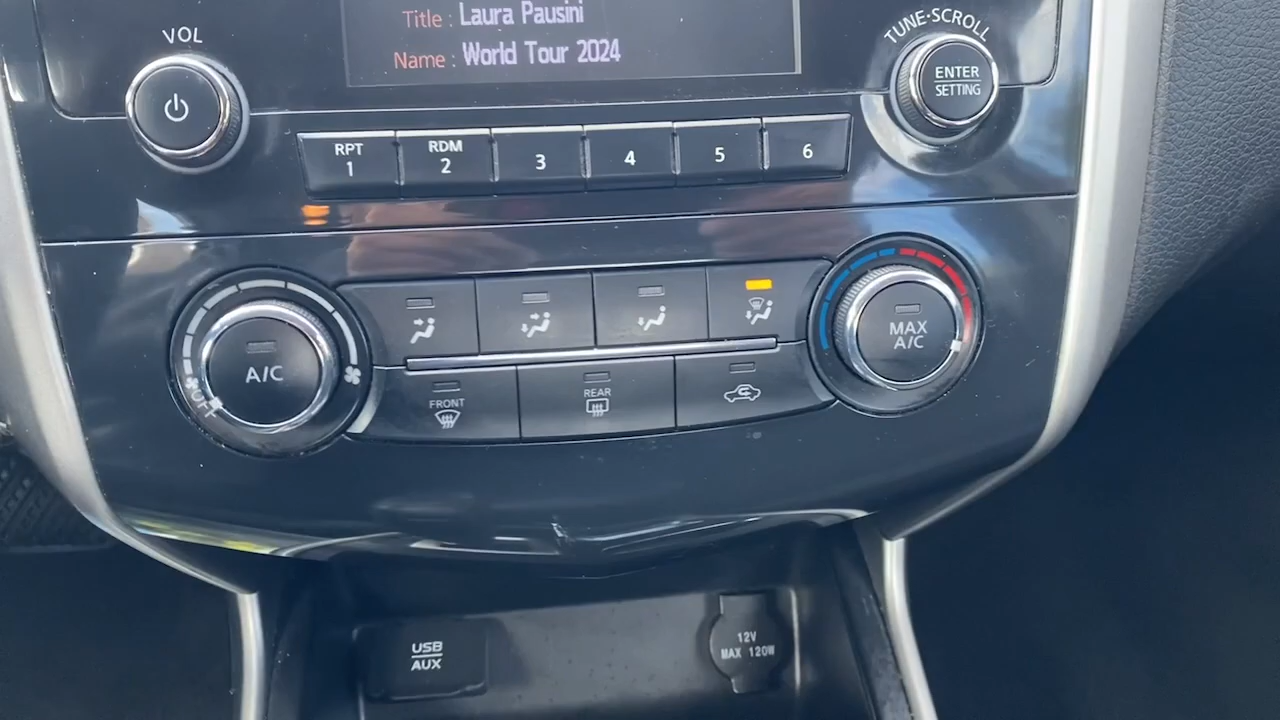 Title : Laura Pausini
Name : World Tour 2024
VOL
TUNE·SCROLL
ENTER
SETTING
RPT
1
RDM
2
3
4
5
6
A/C
OFF
MAX
A/C
FRONT
REAR
USB
AUX
12V
MAX 120W